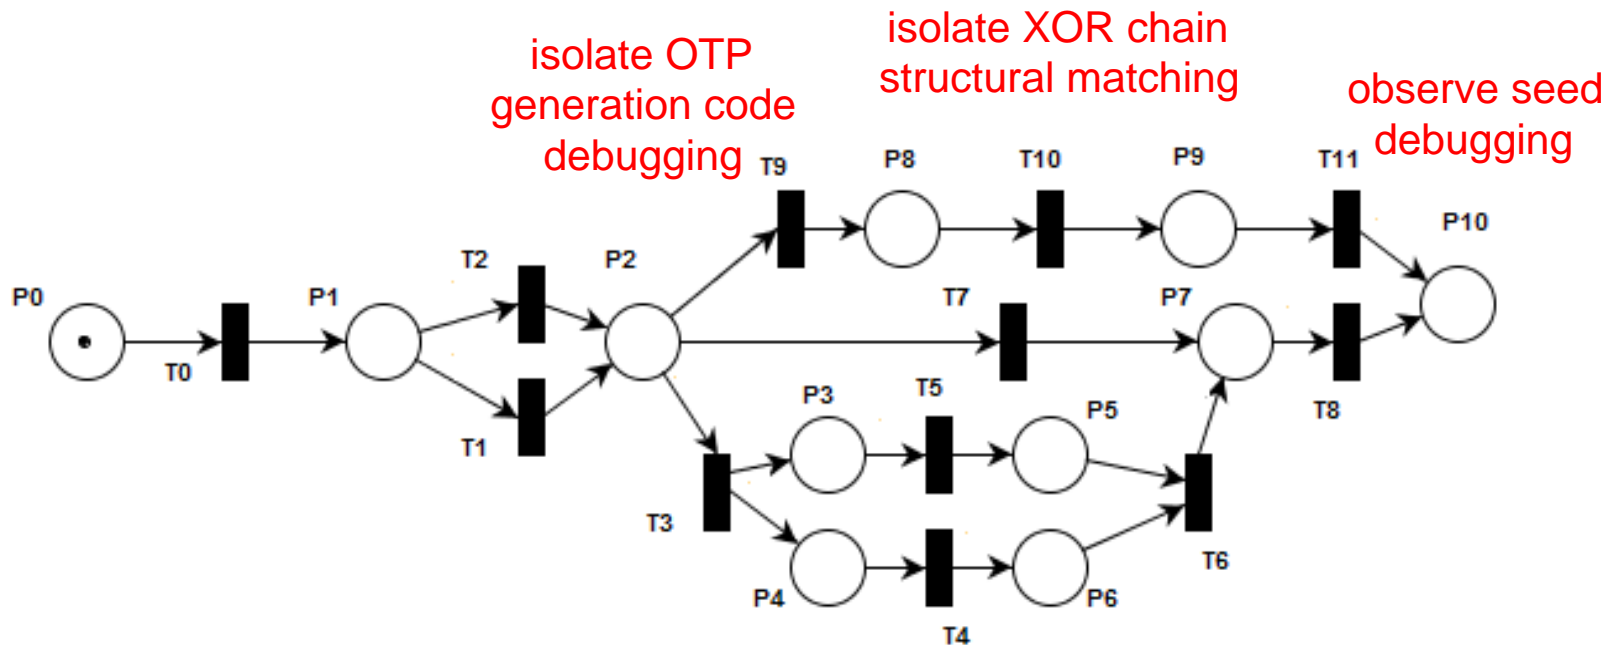 isolate OTP
generation code
debugging
isolate XOR chain
structural matching
observe seed
debugging
T9
P8
T10
P9
T11
P10
T2
P2
P0
P1
T7
P7
T0
T1
P3
T5
P5
T8
T3
P4
T4
P6
T6